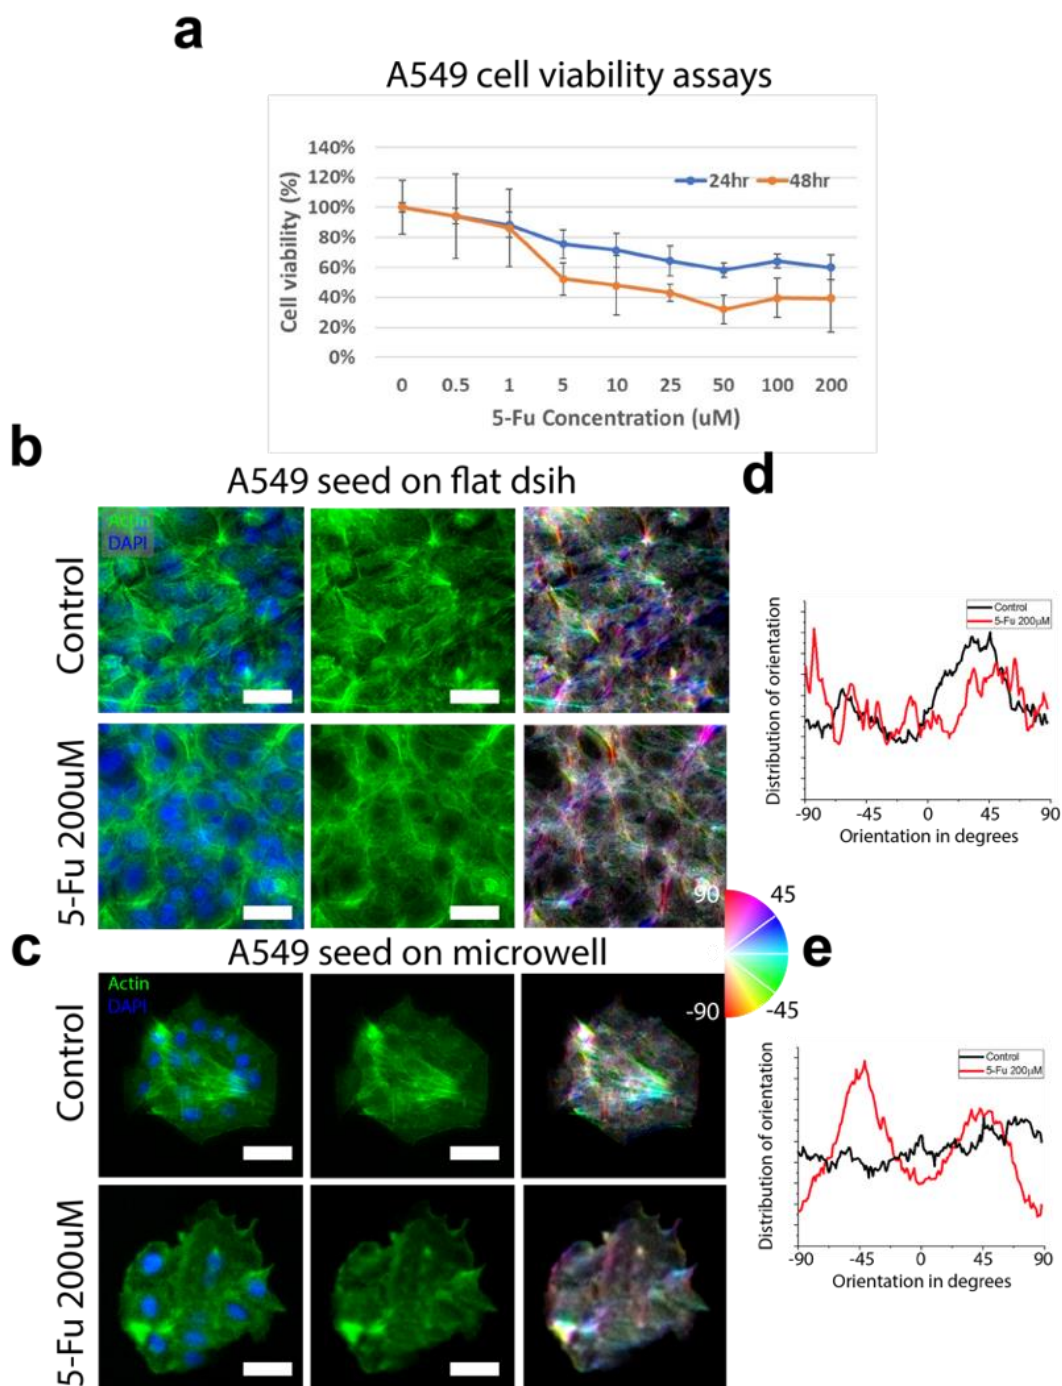 a
A549 cell viability assays
140%
120%
100%
80%
60%
40%
20%
0%
Cell viability (%)
24hr 48hr
0 0.5 1 5 10 25 50 100 200
5-Fu Concentration (uM)
b
A549 seed on flat dsih
Actin
DAPI
Control
5-Fu 200uM
d
Control
5-Fu 200μM
Distribution of orientation
-90 -45 0 45 90
Orientation in degrees
90 45
-90 -45
c
A549 seed on microwell
Actin
DAPI
Control
5-Fu 200uM
e
Control
5-Fu 200μM
Distribution of orientation
-90 -45 0 45 90
Orientation in degrees